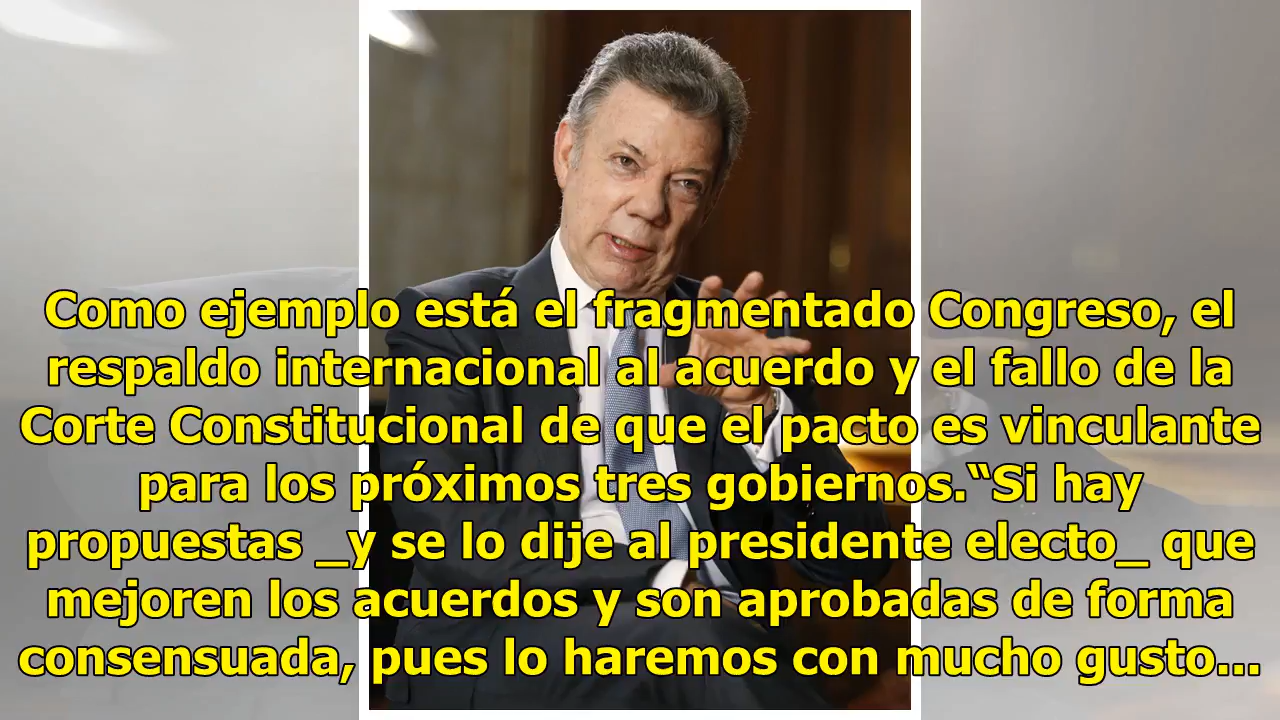 Como ejemplo está el fragmentado Congreso, el
respaldo internacional al acuerdo y el fallo de la
Corte Constitucional de que el pacto es vinculante
para los próximos tres gobiernos.“Si hay
propuestas _y se lo dije al presidente electo_ que
mejoren los acuerdos y son aprobadas de forma
consensuada, pues lo haremos con mucho gusto...